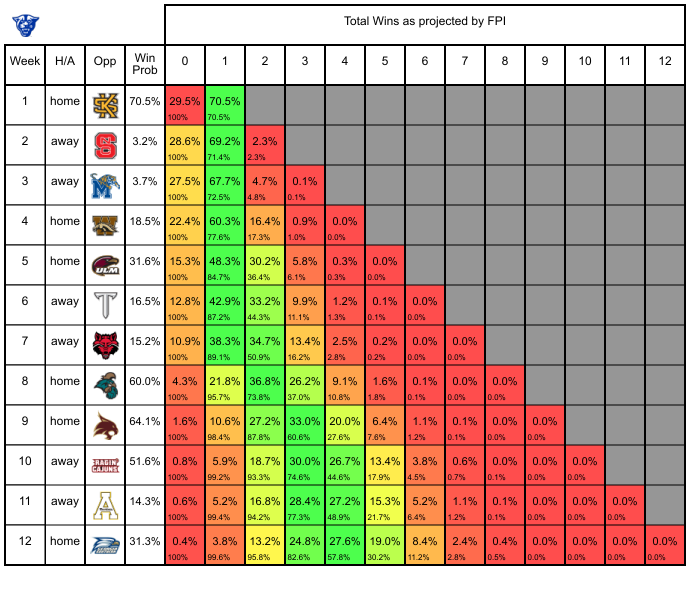 Total Wins as projected by FPI
Week H/A Opp Win Prob 0 1 2 3 4 5 6 7 8 9 10 11 12
1 home KS 70.5% 29.5% 70.5%
100% 70.5%
2 away NCS 3.2% 28.6% 69.2% 2.3%
100% 71.4% 2.3%
3 away M 3.7% 27.5% 67.7% 4.7% 0.1%
100% 72.5% 4.8% 0.1%
4 home W 18.5% 22.4% 60.3% 16.4% 0.9% 0.0%
100% 77.6% 17.3% 1.0% 0.0%
5 home ULM 31.6% 15.3% 48.3% 30.2% 5.8% 0.3% 0.0%
100% 84.7% 36.4% 6.1% 0.3% 0.0%
6 away T 16.5% 12.8% 42.9% 33.2% 9.9% 1.2% 0.1% 0.0%
100% 87.2% 44.3% 11.1% 1.3% 0.1% 0.0%
7 away 15.2% 10.9% 38.3% 34.7% 13.4% 2.5% 0.2% 0.0% 0.0%
100% 89.1% 50.9% 16.2% 2.8% 0.2% 0.0% 0.0%
8 home 60.0% 4.3% 21.8% 36.8% 26.2% 9.1% 1.6% 0.1% 0.0% 0.0%
100% 95.7% 73.8% 37.0% 10.8% 1.8% 0.1% 0.0% 0.0%
9 home 64.1% 1.6% 10.6% 27.2% 33.0% 20.0% 6.4% 1.1% 0.1% 0.0% 0.0%
100% 98.4% 87.8% 60.6% 27.6% 7.6% 1.2% 0.1% 0.0% 0.0%
10 away RAGIN CAJUNS 51.6% 0.8% 5.9% 18.7% 30.0% 26.7% 13.4% 3.8% 0.6% 0.0% 0.0% 0.0%
100% 99.2% 93.3% 74.6% 44.6% 17.9% 4.5% 0.7% 0.1% 0.0% 0.0%
11 away A 14.3% 0.6% 5.2% 16.8% 28.4% 27.2% 15.3% 5.2% 1.1% 0.1% 0.0% 0.0% 0.0%
100% 99.4% 94.2% 77.3% 48.9% 21.7% 6.4% 1.2% 0.1% 0.0% 0.0% 0.0%
12 home 31.3% 0.4% 3.8% 13.2% 24.8% 27.6% 19.0% 8.4% 2.4% 0.4% 0.0% 0.0% 0.0% 0.0%
100% 99.6% 95.8% 82.6% 57.8% 30.2% 11.2% 2.8% 0.5% 0.0% 0.0% 0.0% 0.0%